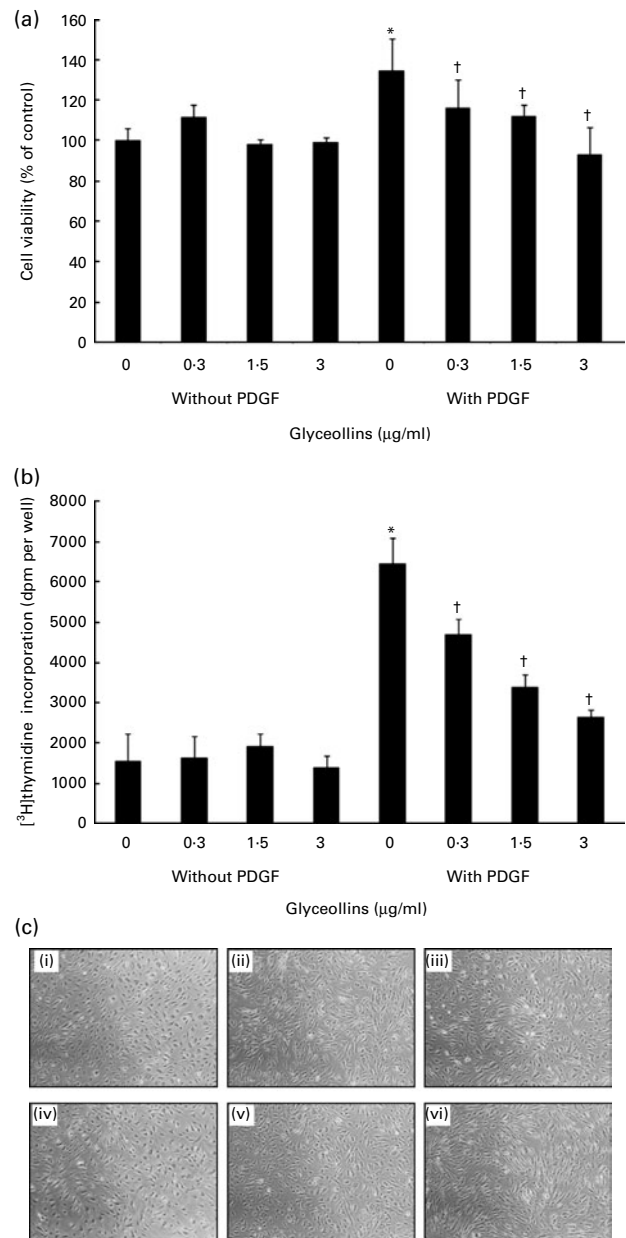 (a)
160
140
120
100
80
60
40
20
0
Cell viability (% of control)
* † † †
0 0·3 1·5 3 0 0·3 1·5 3
Without PDGF With PDGF
Glyceollins (μg/ml)
(b)
8000
7000
6000
5000
4000
3000
2000
1000
0
[³H]thymidine incorporation (dpm per well)
* † † †
0 0·3 1·5 3 0 0·3 1·5 3
Without PDGF With PDGF
Glyceollins (μg/ml)
(c)
(i) (ii) (iii)
(iv) (v) (vi)